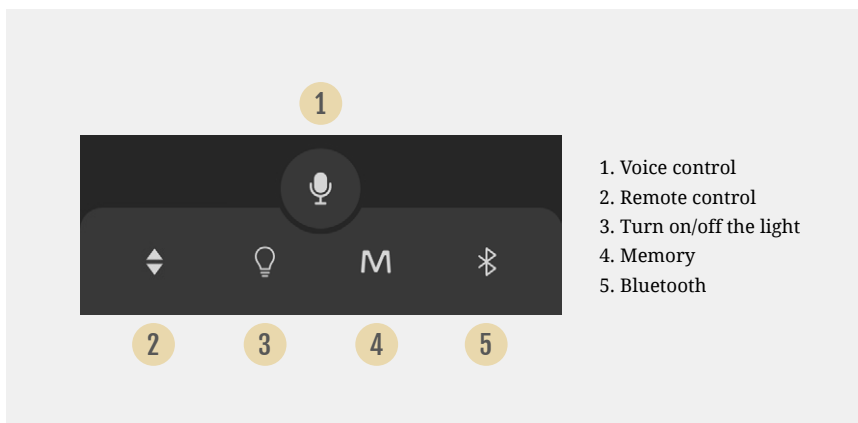 1
M
2
3
4
5
1. Voice control
2. Remote control
3. Turn on/off the light
4. Memory
5. Bluetooth